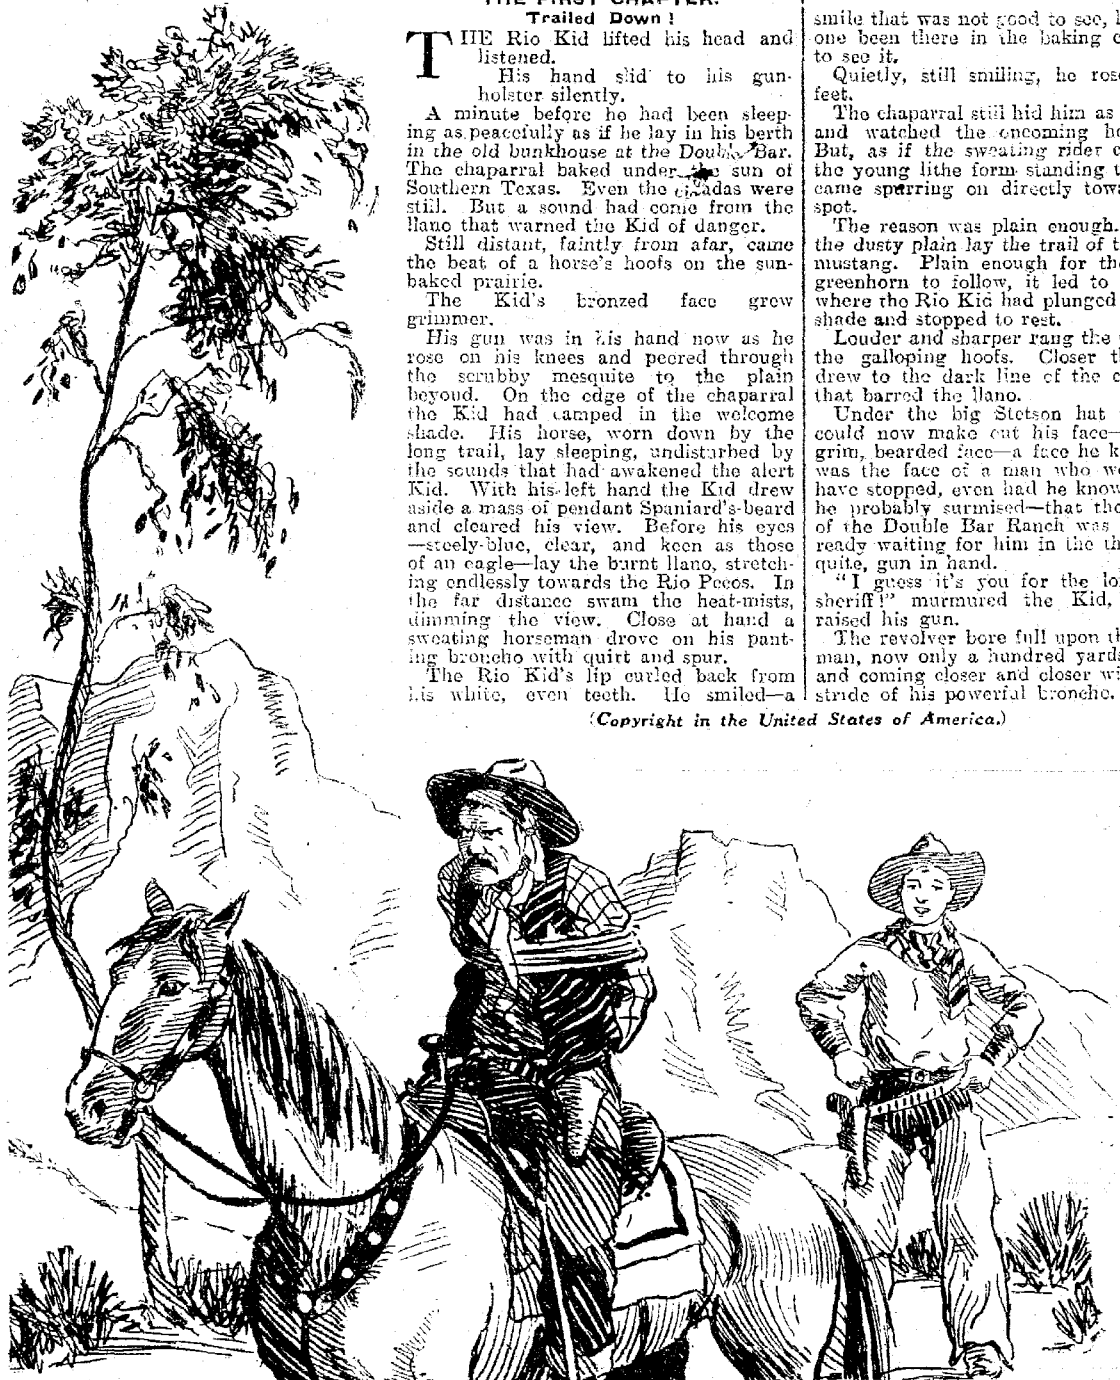 THE FIRST CHAPTER.
Trailed Down!
THE Rio Kid lifted his head and
listened.
His hand slid to his gun-
holster silently.
A minute before he had been sleep-
ing as peacefully as if he lay in his berth
in the old bunkhouse at the Double Bar.
The chaparral baked under the sun of
Southern Texas. Even the cicadas were
still. But a sound had come from the
llano that warned the Kid of danger.
Still distant, faintly from afar, came
the beat of a horse's hoofs on the sun-
baked prairie.
The Kid's bronzed face grew
grimmer.
His gun was in his hand now as he
rose on his knees and peered through
the scrubby mesquite to the plain
beyond. On the edge of the chaparral
the Kid had camped in the welcome
shade. His horse, worn down by the
long trail, lay sleeping, undisturbed by
the sounds that had awakened the alert
Kid. With his left hand the Kid drew
aside a mass of pendant Spaniard's-beard
and cleared his view. Before his eyes
—steely-blue, clear, and keen as those
of an eagle—lay the burnt llano, stretch-
ing endlessly towards the Rio Pecos. In
the far distance swam the heat-mists,
dimming the view. Close at hand a
sweating horseman drove on his pant-
ing broncho with quirt and spur.
The Rio Kid's lip curled back from
his white, even teeth. He smiled—a
smile that was not good to see,
one been there in the baking
to see it.
Quietly, still smiling, he rose
feet.
The chaparral still hid him as
and watched the oncoming
But, as if the sweating rider
the young lithe form standing
came spurring on directly
spot.
The reason was plain enough.
the dusty plain lay the trail of
mustang. Plain enough for
greenhorn to follow, it led to
where the Rio Kid had plunged
shade and stopped to rest.
Louder and sharper rang the
the galloping hoofs. Closer
drew to the dark line of the
that barred the llano.
Under the big Stetson hat
could now make out his face—
grim, bearded face—a face he
was the face of a man who
have stopped, even had he
he probably surmised—that
of the Double Bar Ranch was
ready waiting for him in the
quite, gun in hand.
"I guess it's you for the
sheriff!" murmured the Kid,
raised his gun.
The revolver bore full upon
man, now only a hundred yards
and coming closer and closer
stride of his powerful broncho.
(Copyright in the United States of America.)